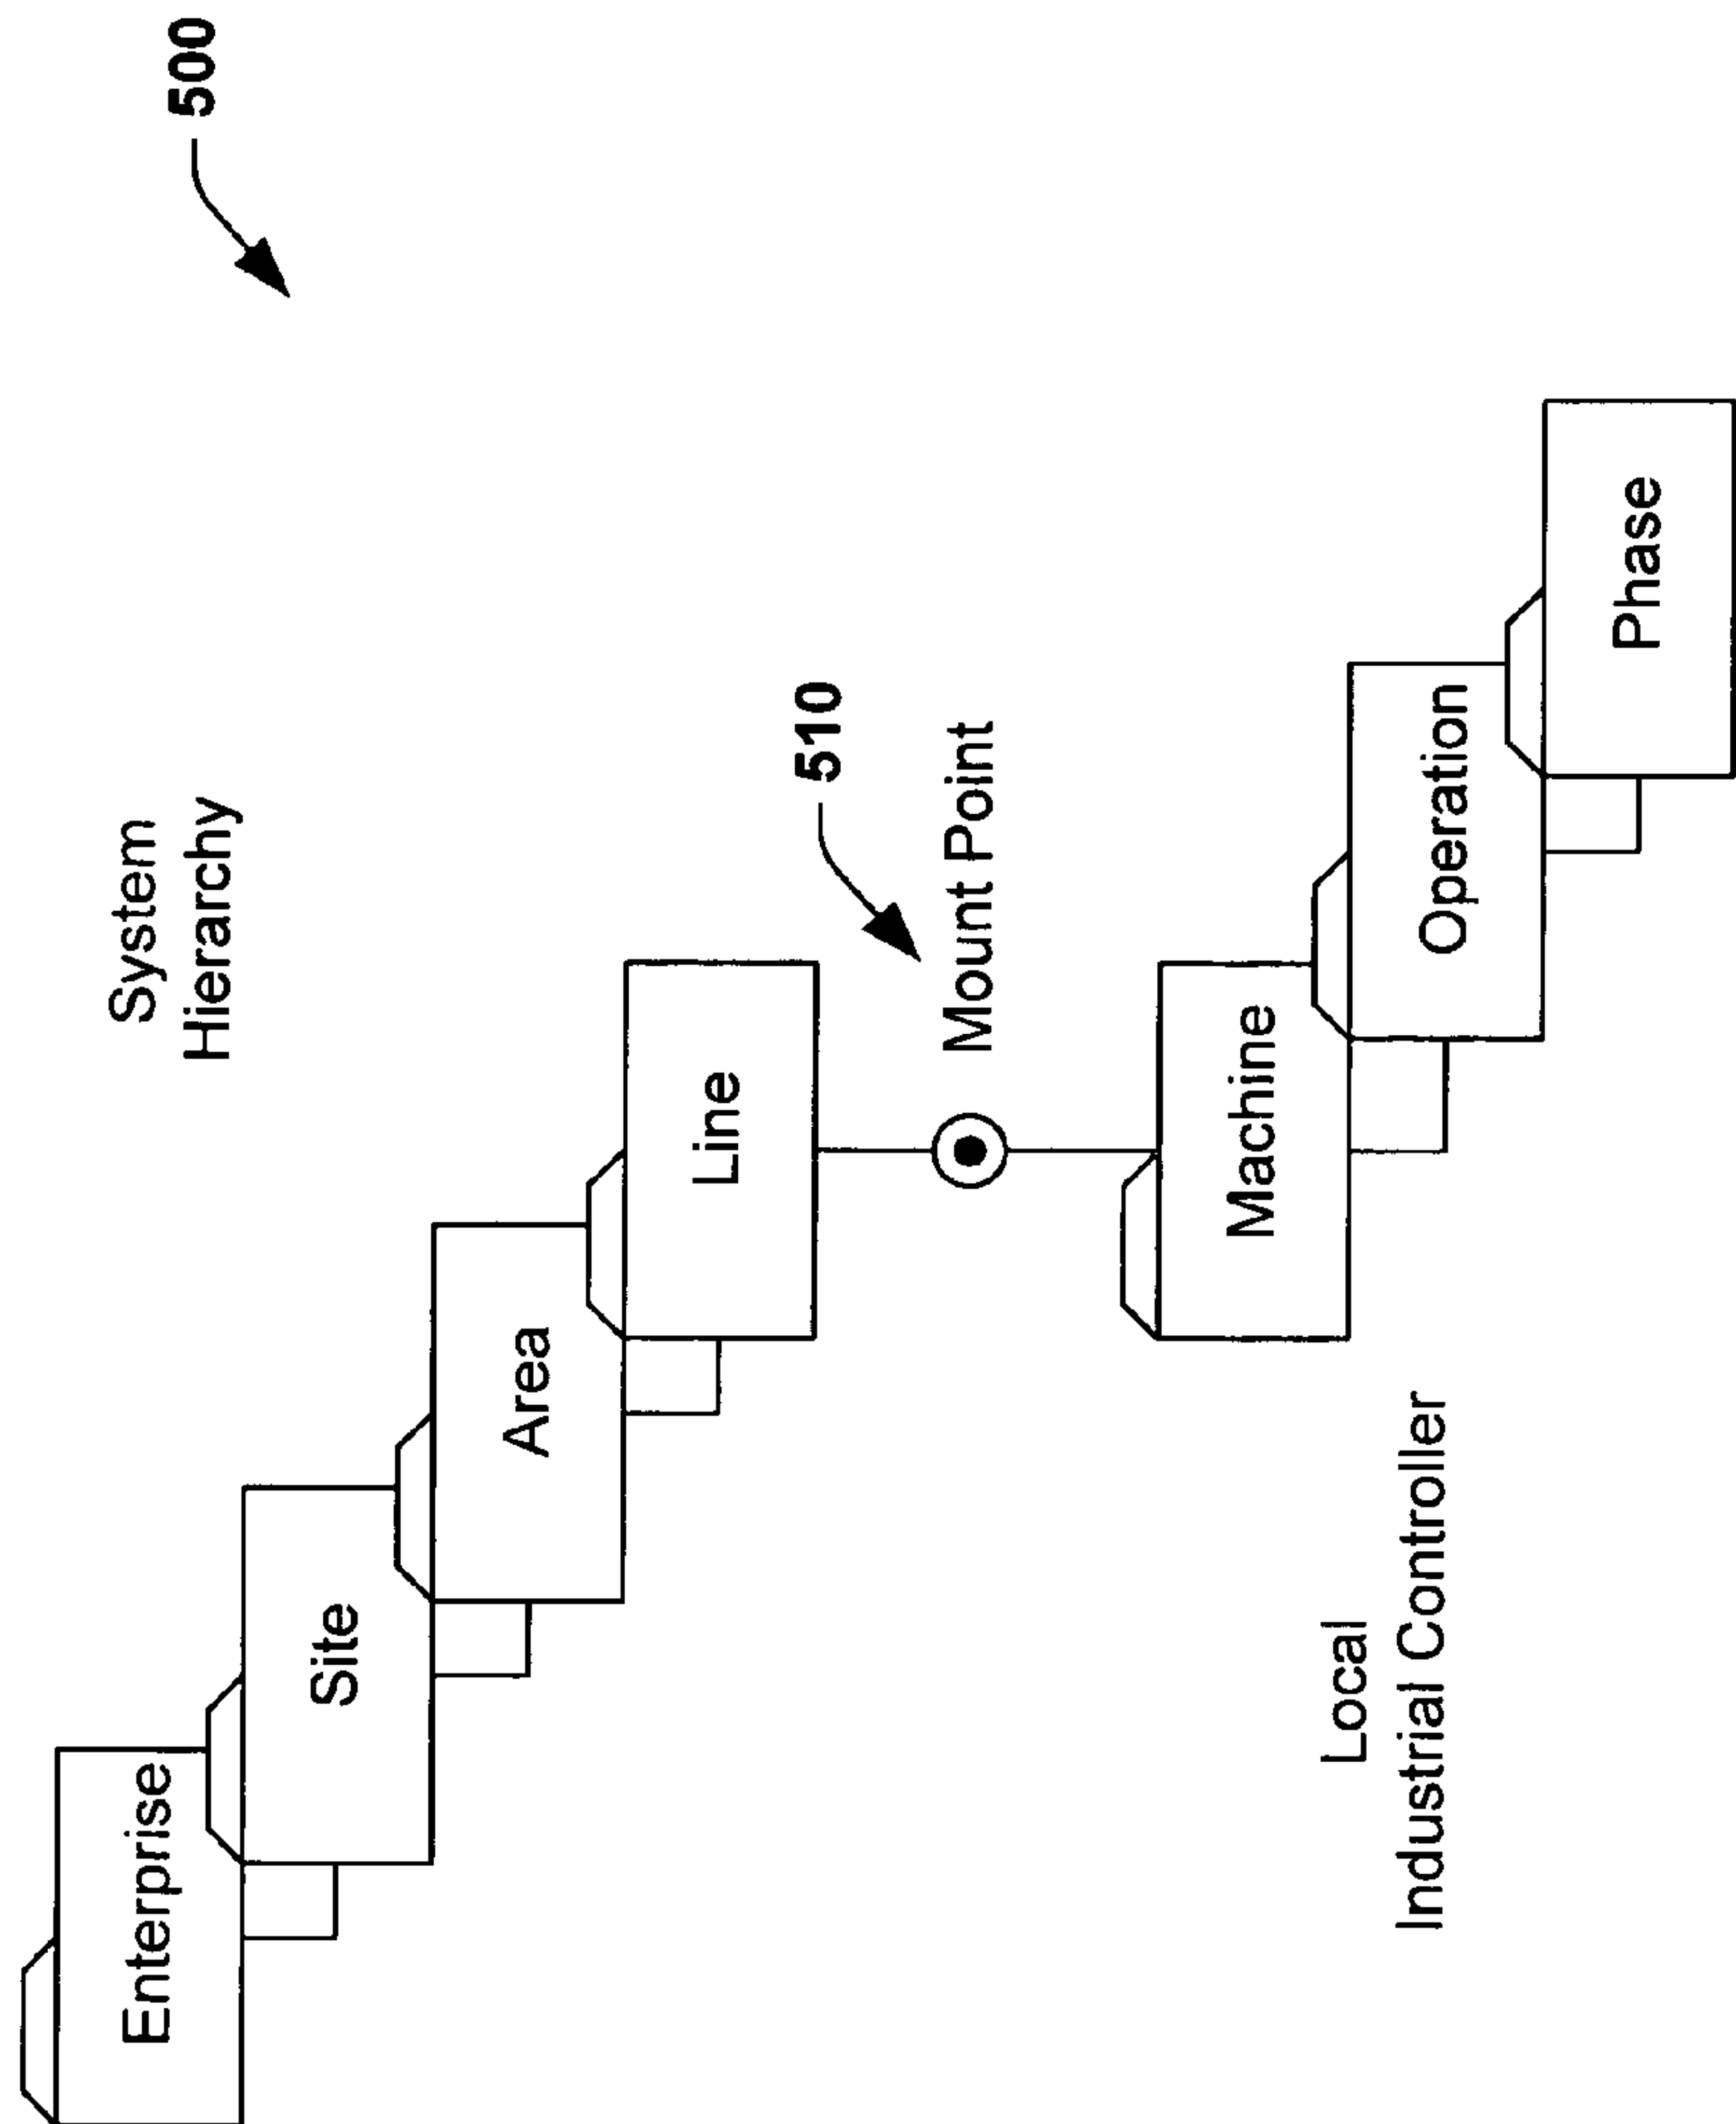 500
System
Hierarchy
Enterprise
Site
Area
Line
510
Mount Point
Machine
Operation
Phase
Local
Industrial Controller